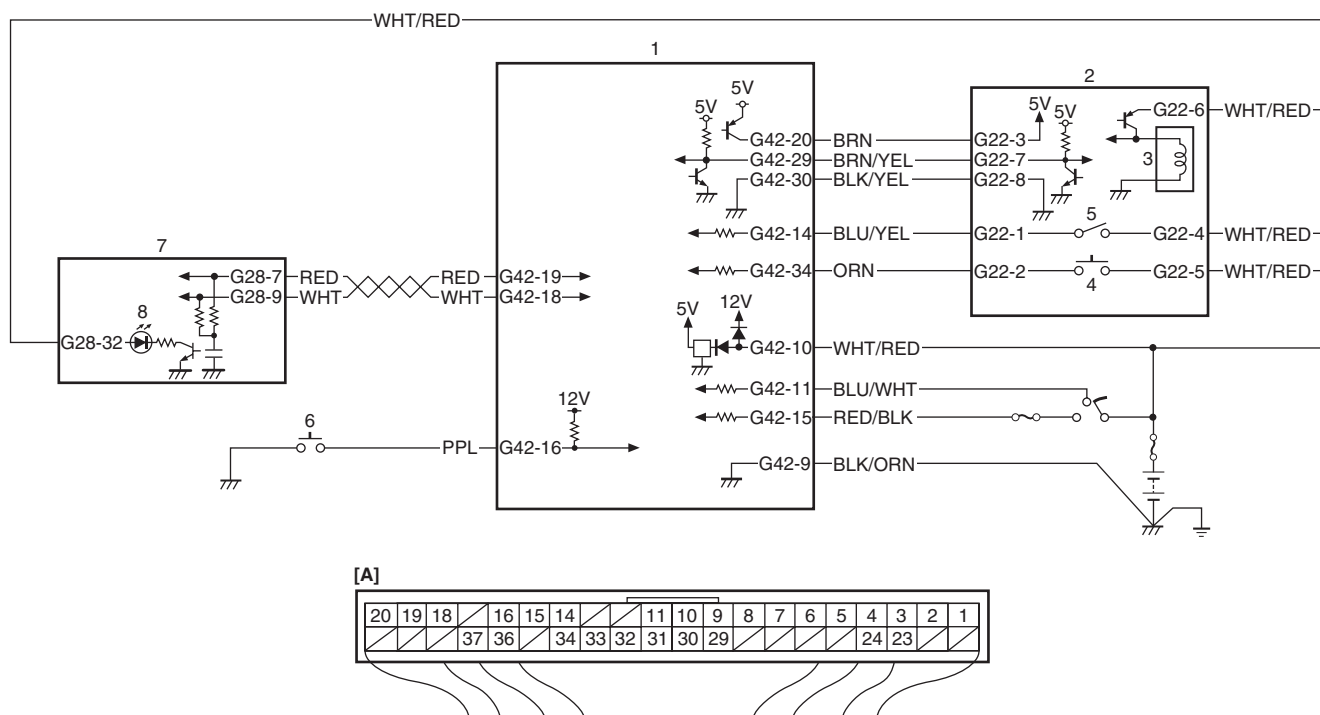 WHT/RED
1
2
5V
5V
5V
5V
G22-6
WHT/RED
G42-20
BRN
G22-3
G42-29
BRN/YEL
G22-7
3
G42-30
BLK/YEL
G22-8
7
5
G42-14
BLU/YEL
G22-1
G22-4
WHT/RED
G28-7
RED
RED
G42-19
G42-34
ORN
G22-2
G22-5
WHT/RED
4
G28-9
WHT
WHT
G42-18
8
5V
12V
G28-32
G42-10
WHT/RED
G42-11
BLU/WHT
12V
G42-15
RED/BLK
6
PPL
G42-16
G42-9
BLK/ORN
[A]
20 19 18 16 15 14 11 10 9 8 7 6 5 4 3 2 1
37 36 34 33 32 31 30 29 24 23